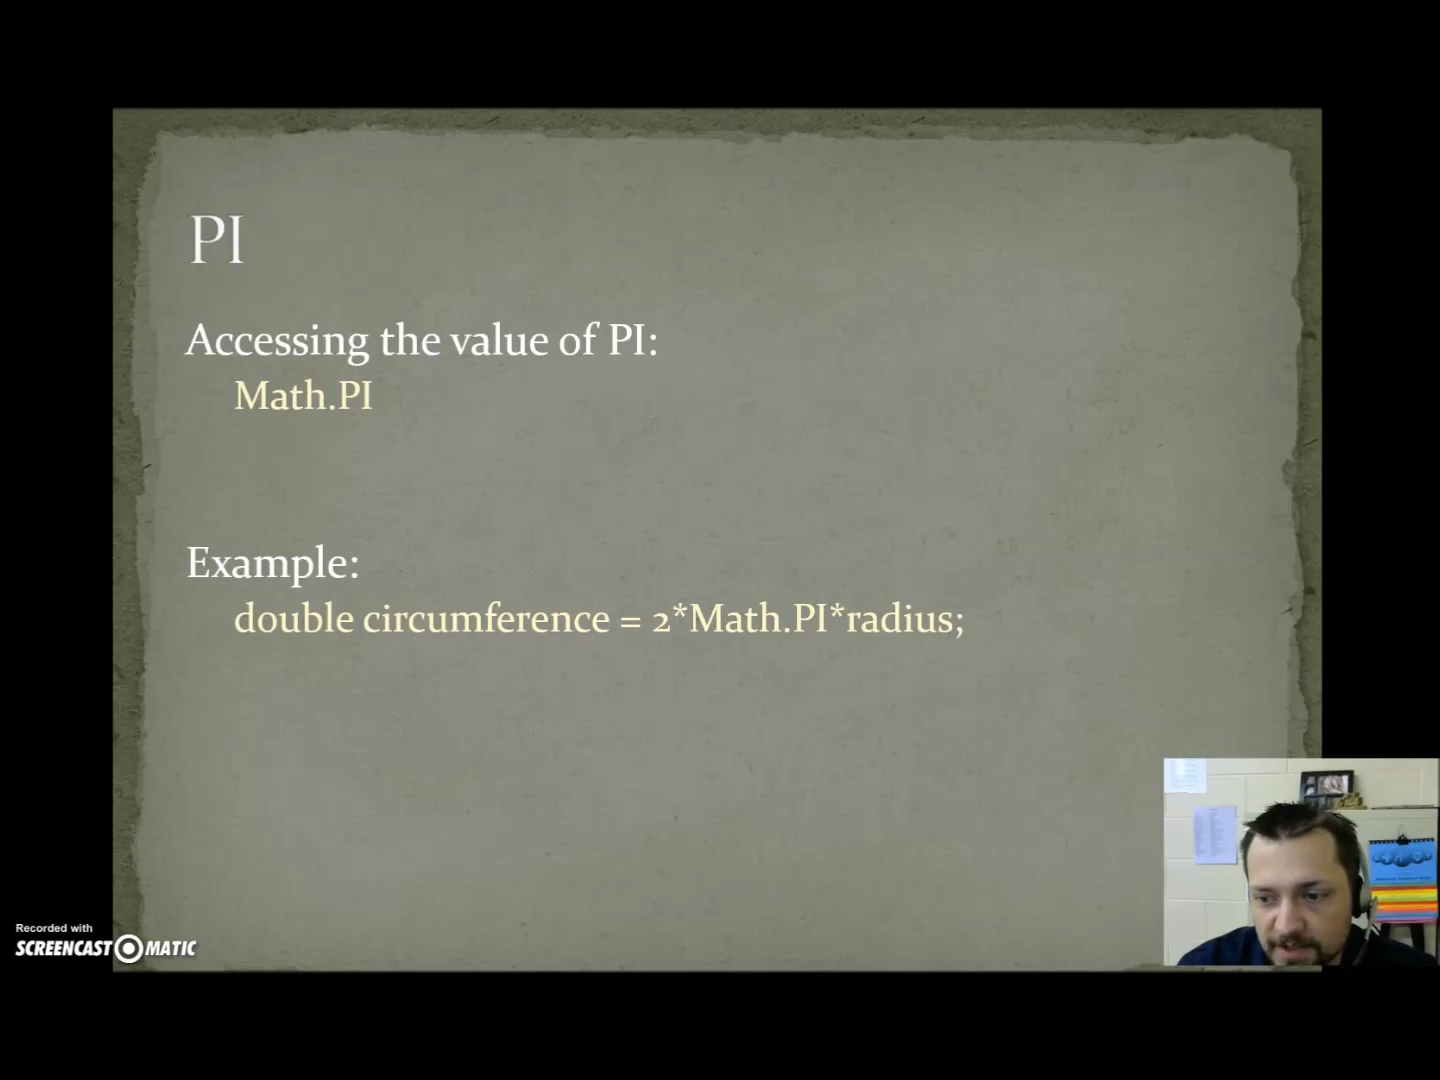 PI
Accessing the value of PI:
Math.PI
Example:
double circumference = 2*Math.PI*radius;
Recorded with
SCREENCAST MATIC